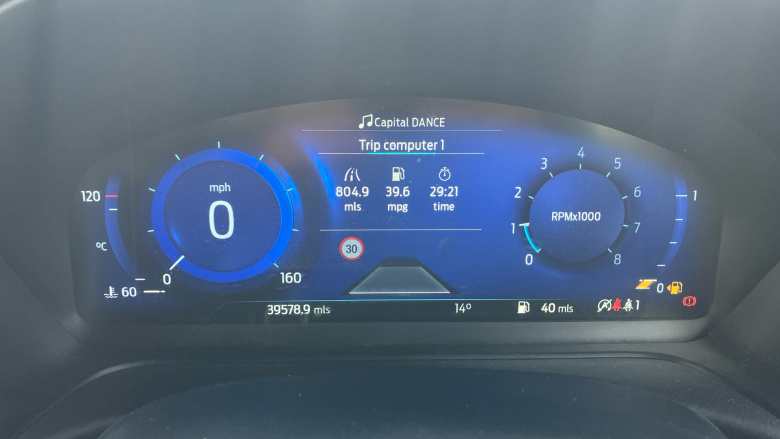 Capital DANCE
Trip computer 1
804.9 39.6 29:21
mls mpg time
mph
0
0
160
120
°C
60
30
0
1
2
3
4
5
6
7
8
RPMx1000
1
0
39578.9 mls
14°
40 mls
1